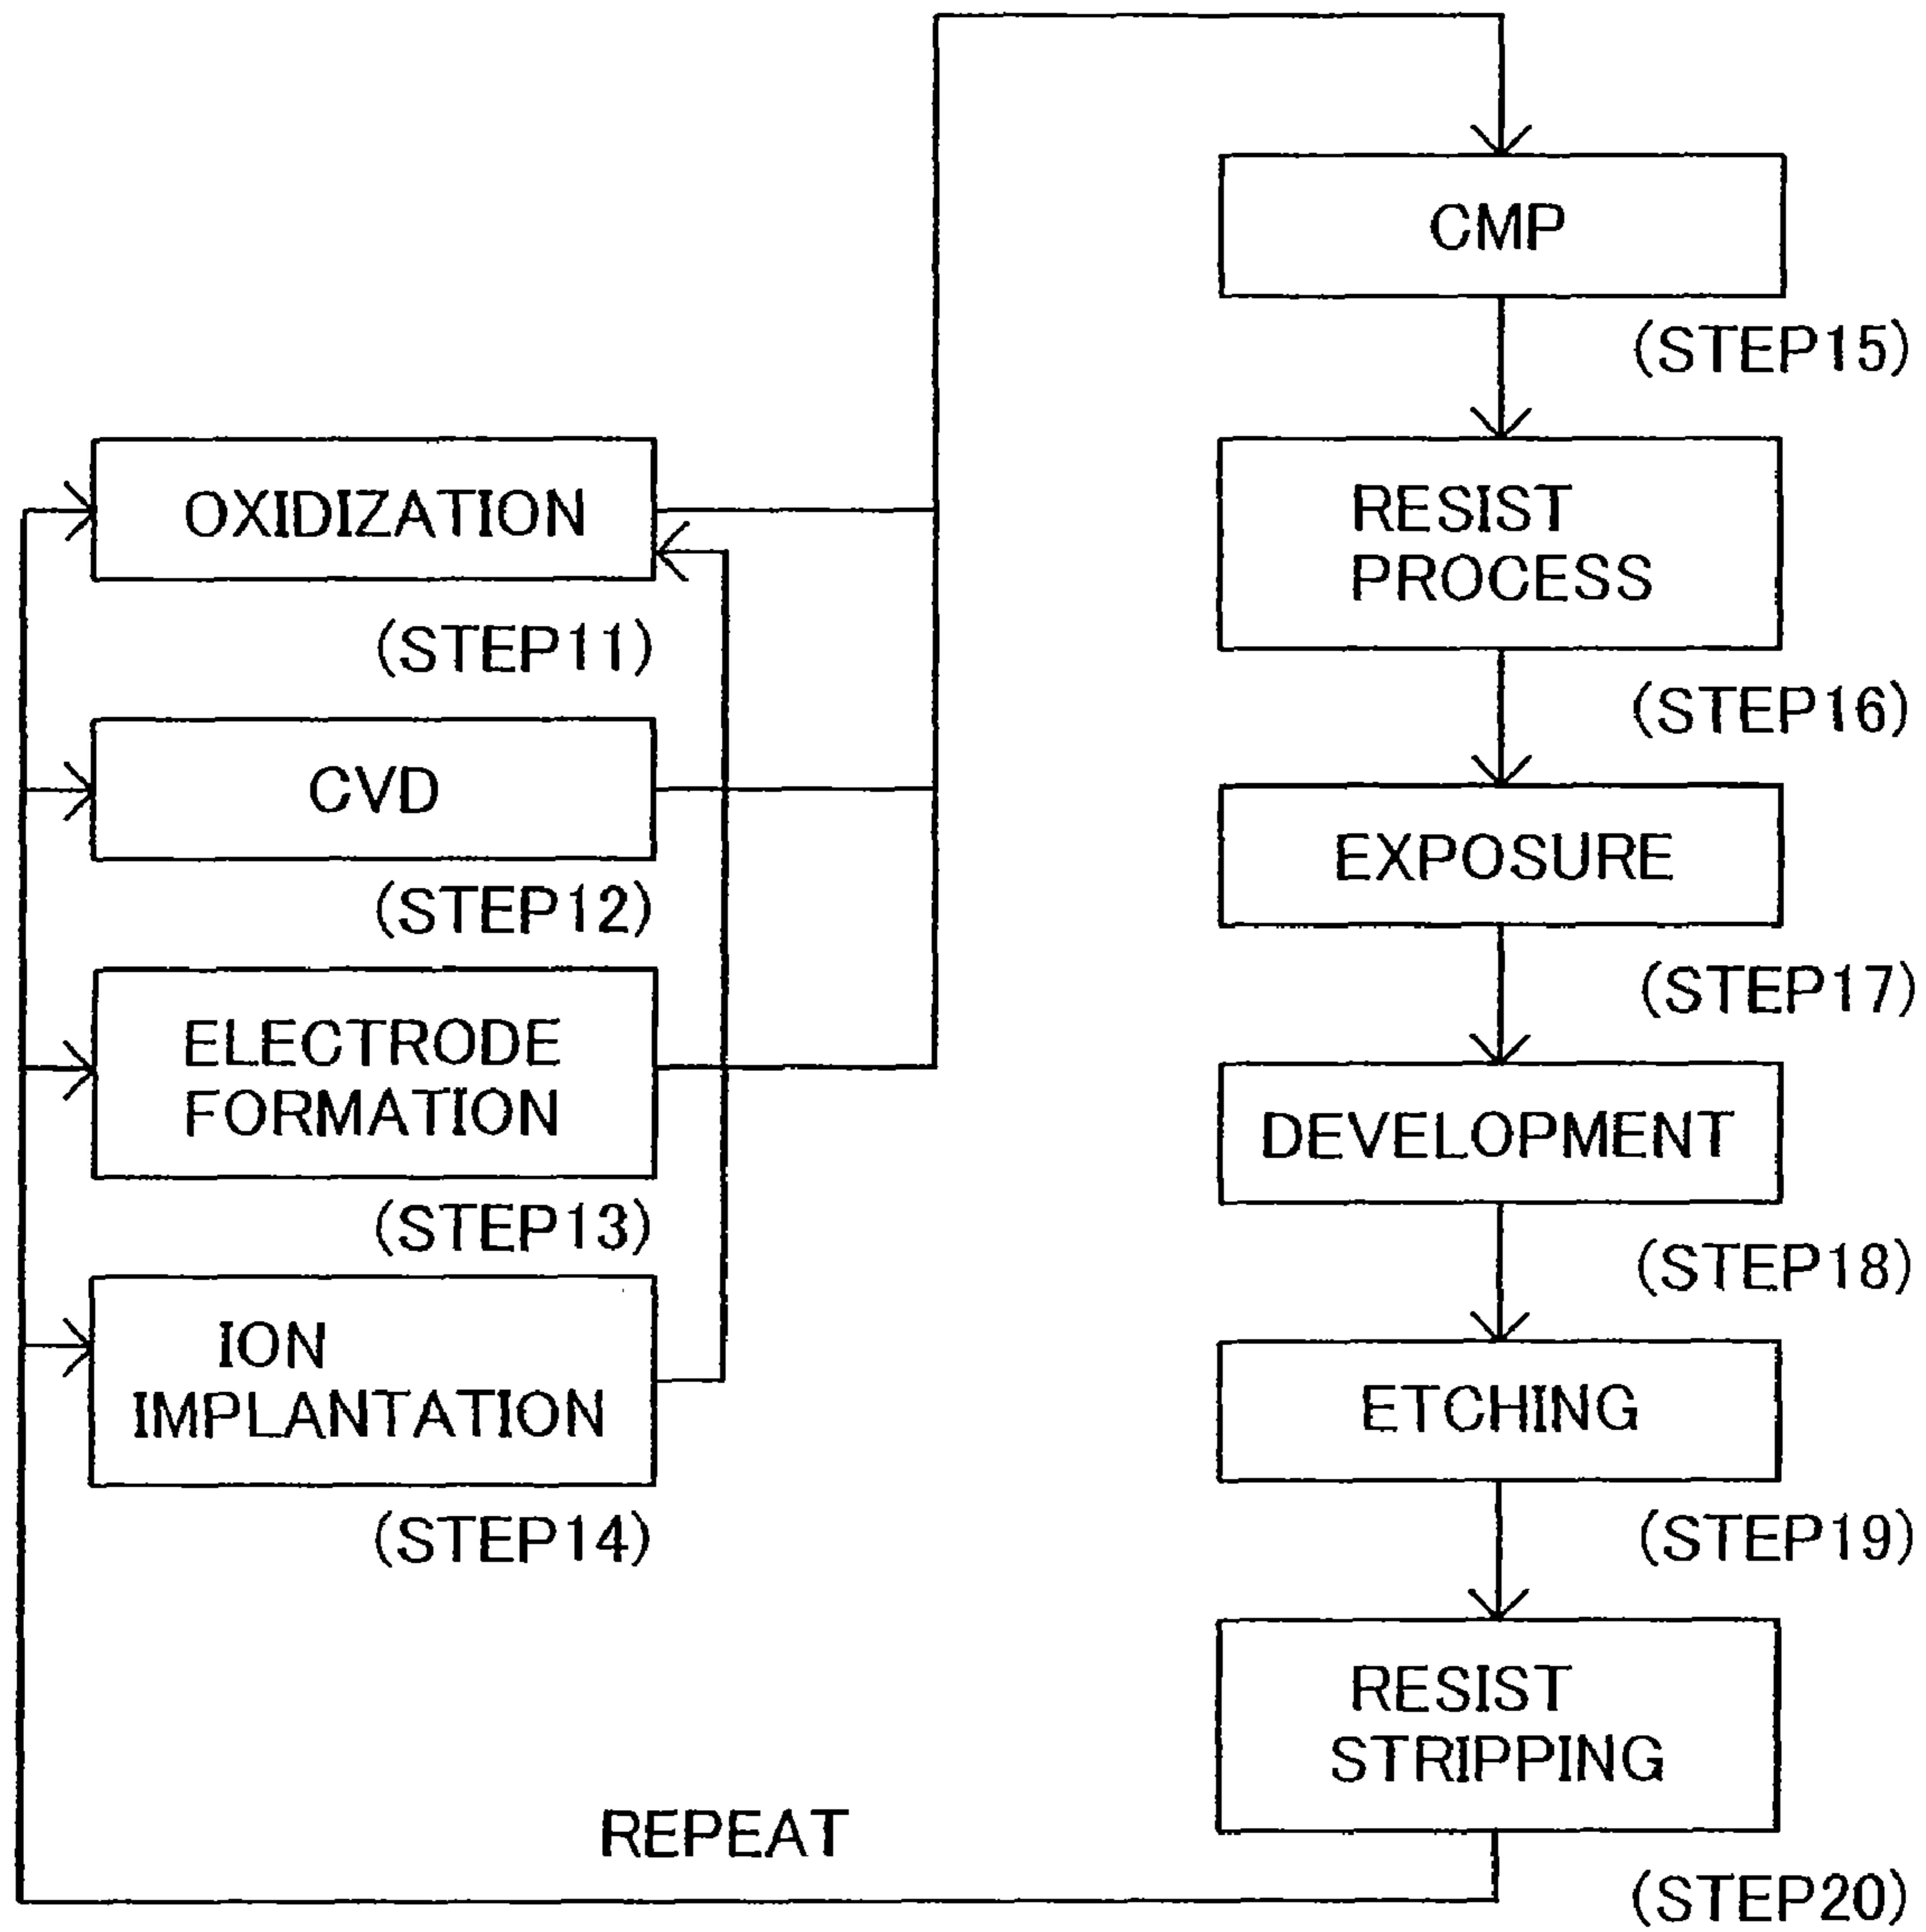 OXIDIZATION
(STEP11)
CVD
(STEP12)
ELECTRODE
FORMATION
(STEP13)
ION
IMPLANTATION
(STEP14)
CMP
(STEP15)
RESIST
PROCESS
(STEP16)
EXPOSURE
(STEP17)
DEVELOPMENT
(STEP18)
ETCHING
(STEP19)
RESIST
STRIPPING
(STEP20)
REPEAT